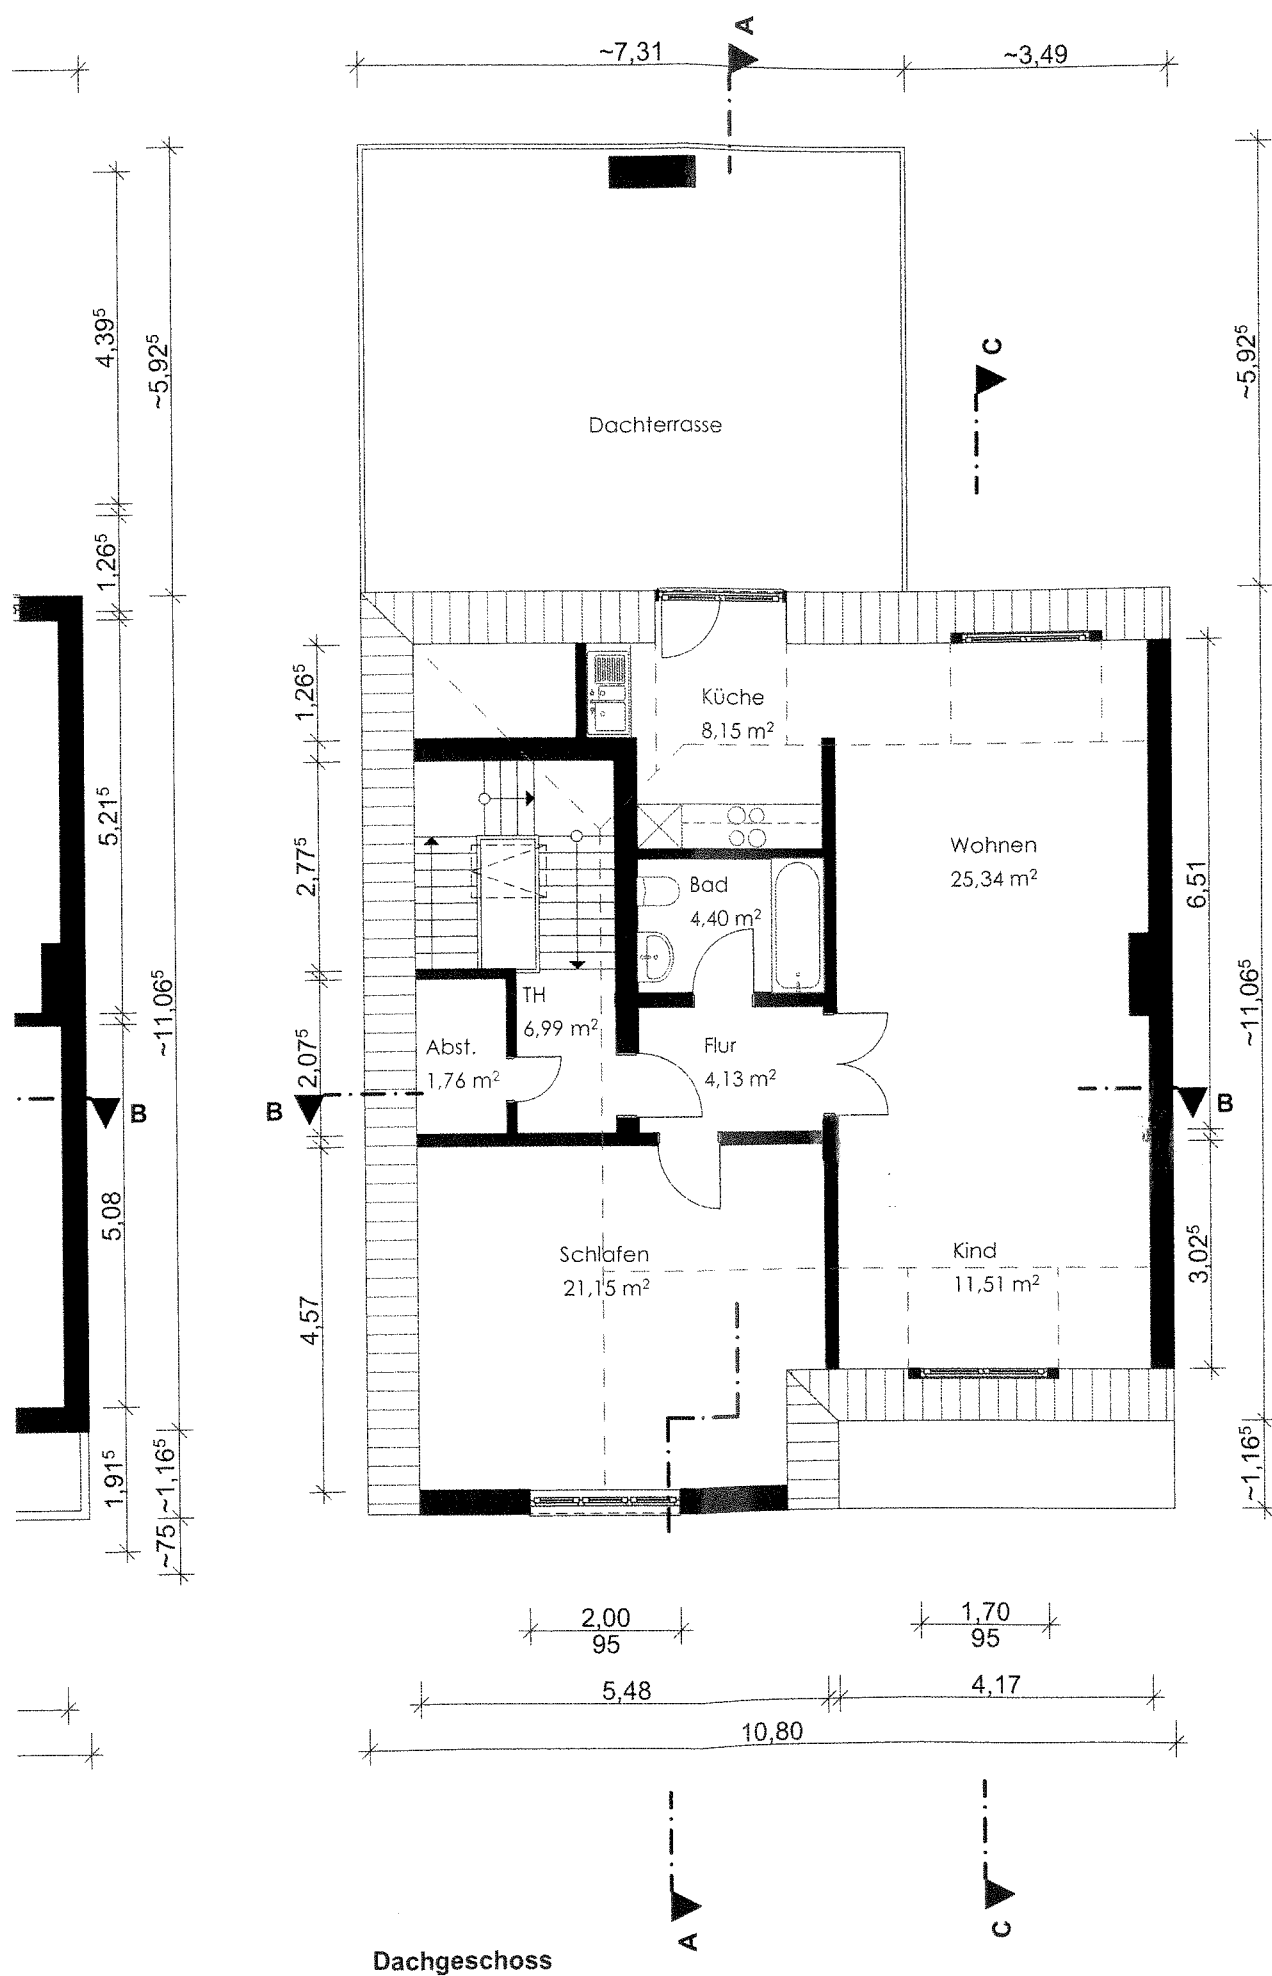 A
~7,31
~3,49
4,39⁵
~5,92⁵
~5,92⁵
C
Dachterrasse
1,26⁵
1,26⁵
Küche
8,15 m²
5,21⁵
2,77⁵
Wohnen
25,34 m²
6,51
Bad
4,40 m²
~11,06⁵
~11,06⁵
TH
6,99 m²
Abst.
1,76 m²
Flur
4,13 m²
2,07⁵
B
B
B
5,08
4,57
Schlafen
21,15 m²
Kind
11,51 m²
3,02⁵
1,91⁵
~1,16⁵
~75
~1,16⁵
2,00
95
1,70
95
5,48
4,17
10,80
A
C
Dachgeschoss